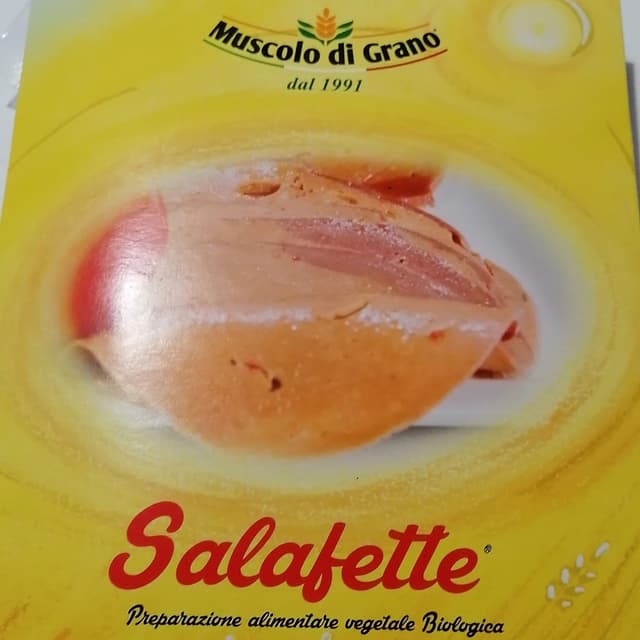 Muscolo di Grano
dal 1991
Salafette®
Preparazione alimentare vegetale Biologica